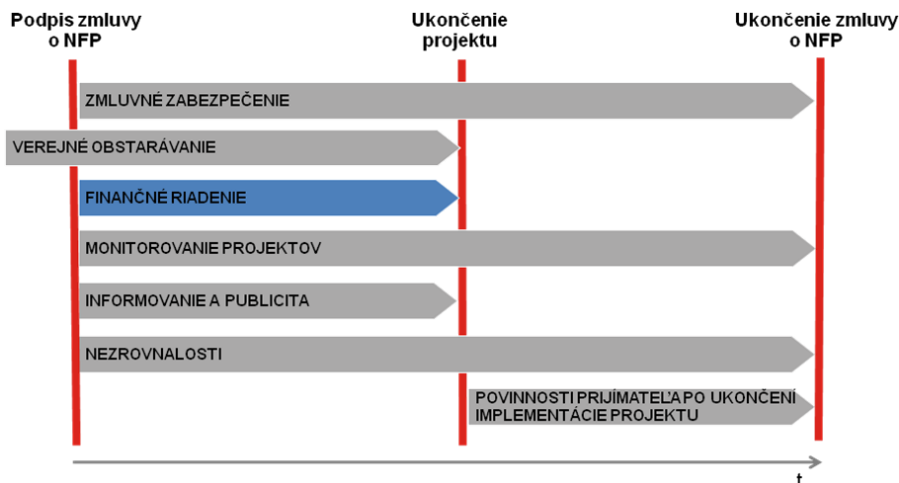 Podpis zmluvy
o NFP
Ukončenie
projektu
Ukončenie zmluvy
o NFP
ZMLUVNÉ ZABEZPEČENIE
VEREJNÉ OBSTARÁVANIE
FINANČNÉ RIADENIE
MONITOROVANIE PROJEKTOV
INFORMOVANIE A PUBLICITA
NEZROVNALOSTI
POVINNOSTI PRIJÍMATEĽA PO UKONČENÍ
IMPLEMENTÁCIE PROJEKTU
t